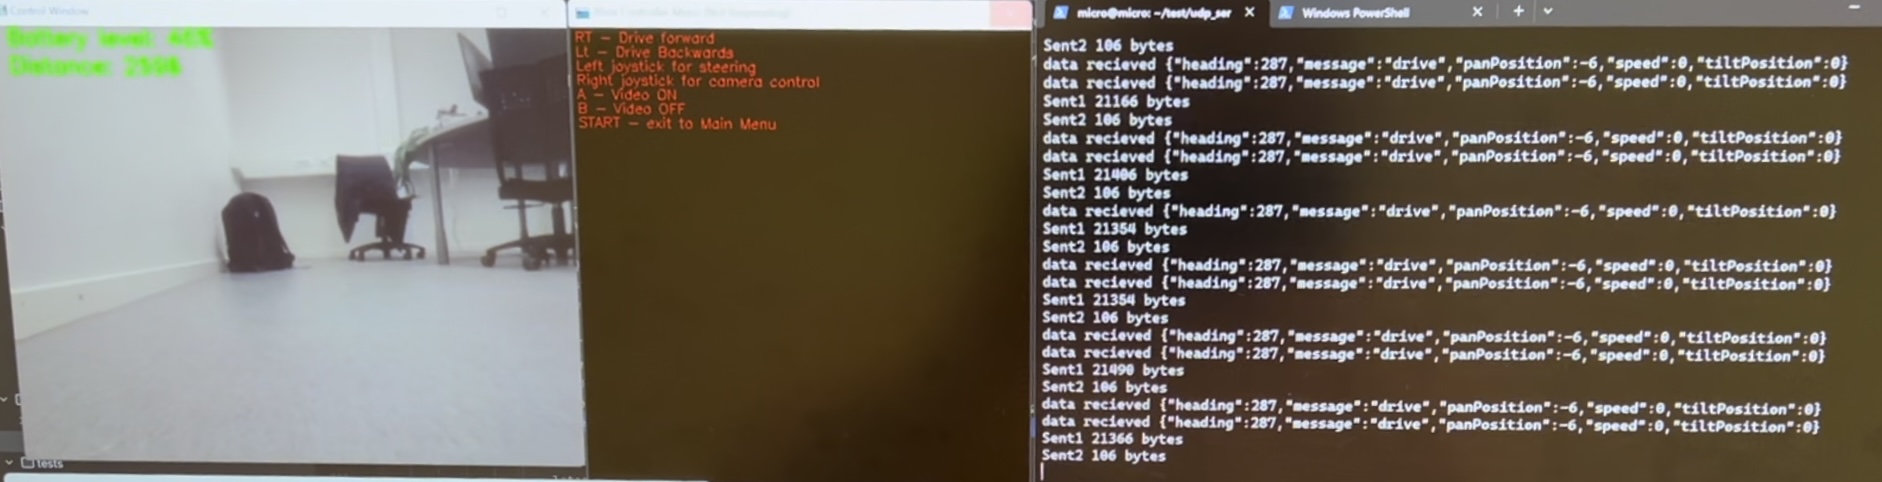 Control Window
Battery level: 46%
Distance: 2506
RT - Drive forward
Lt - Drive Backwards
Left joystick for steering
Right joystick for camera control
A - Video ON
B - Video OFF
START - exit to Main Menu
tests
micro@micro: ~/test/udp_ser
Windows PowerShell
Sent2 106 bytes
data recieved {"heading":287,"message":"drive","panPosition":-6,"speed":0,"tiltPosition":0}
data recieved {"heading":287,"message":"drive","panPosition":-6,"speed":0,"tiltPosition":0}
Sent1 21166 bytes
Sent2 106 bytes
data recieved {"heading":287,"message":"drive","panPosition":-6,"speed":0,"tiltPosition":0}
data recieved {"heading":287,"message":"drive","panPosition":-6,"speed":0,"tiltPosition":0}
Sent1 21406 bytes
Sent2 106 bytes
data recieved {"heading":287,"message":"drive","panPosition":-6,"speed":0,"tiltPosition":0}
Sent1 21354 bytes
Sent2 106 bytes
data recieved {"heading":287,"message":"drive","panPosition":-6,"speed":0,"tiltPosition":0}
data recieved {"heading":287,"message":"drive","panPosition":-6,"speed":0,"tiltPosition":0}
Sent1 21354 bytes
Sent2 106 bytes
data recieved {"heading":287,"message":"drive","panPosition":-6,"speed":0,"tiltPosition":0}
data recieved {"heading":287,"message":"drive","panPosition":-6,"speed":0,"tiltPosition":0}
Sent1 21490 bytes
Sent2 106 bytes
data recieved {"heading":287,"message":"drive","panPosition":-6,"speed":0,"tiltPosition":0}
data recieved {"heading":287,"message":"drive","panPosition":-6,"speed":0,"tiltPosition":0}
Sent1 21366 bytes
Sent2 106 bytes